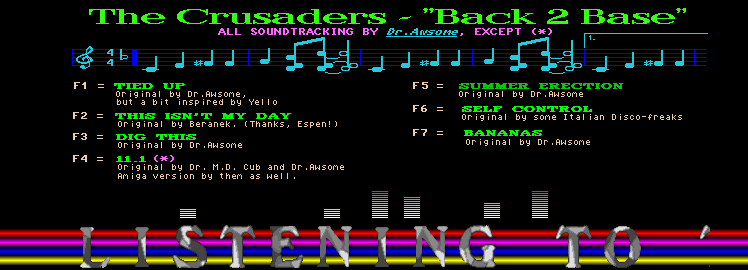 The Crusaders - "Back 2 Base"
ALL SOUNDTRACKING BY Dr.Awsome, EXCEPT (*)
1.
F1 = TIED UP
Original by Dr.Awsome,
but a bit inspired by Yello
F2 = THIS ISN'T MY DAY
Original by Beranek. (Thanks, Espen!)
F3 = DIG THIS
Original by Dr.Awsome
F4 = 11.1 (*)
Original by Dr. M.D. Cub and Dr.Awsome
Amiga version by them as well.
F5 = SUMMER ERECTION
Original by Dr.Awsome
F6 = SELF CONTROL
Original by some Italian Disco-freaks
F7 = BANANAS
Original by Dr.Awsome
LISTENING TO '